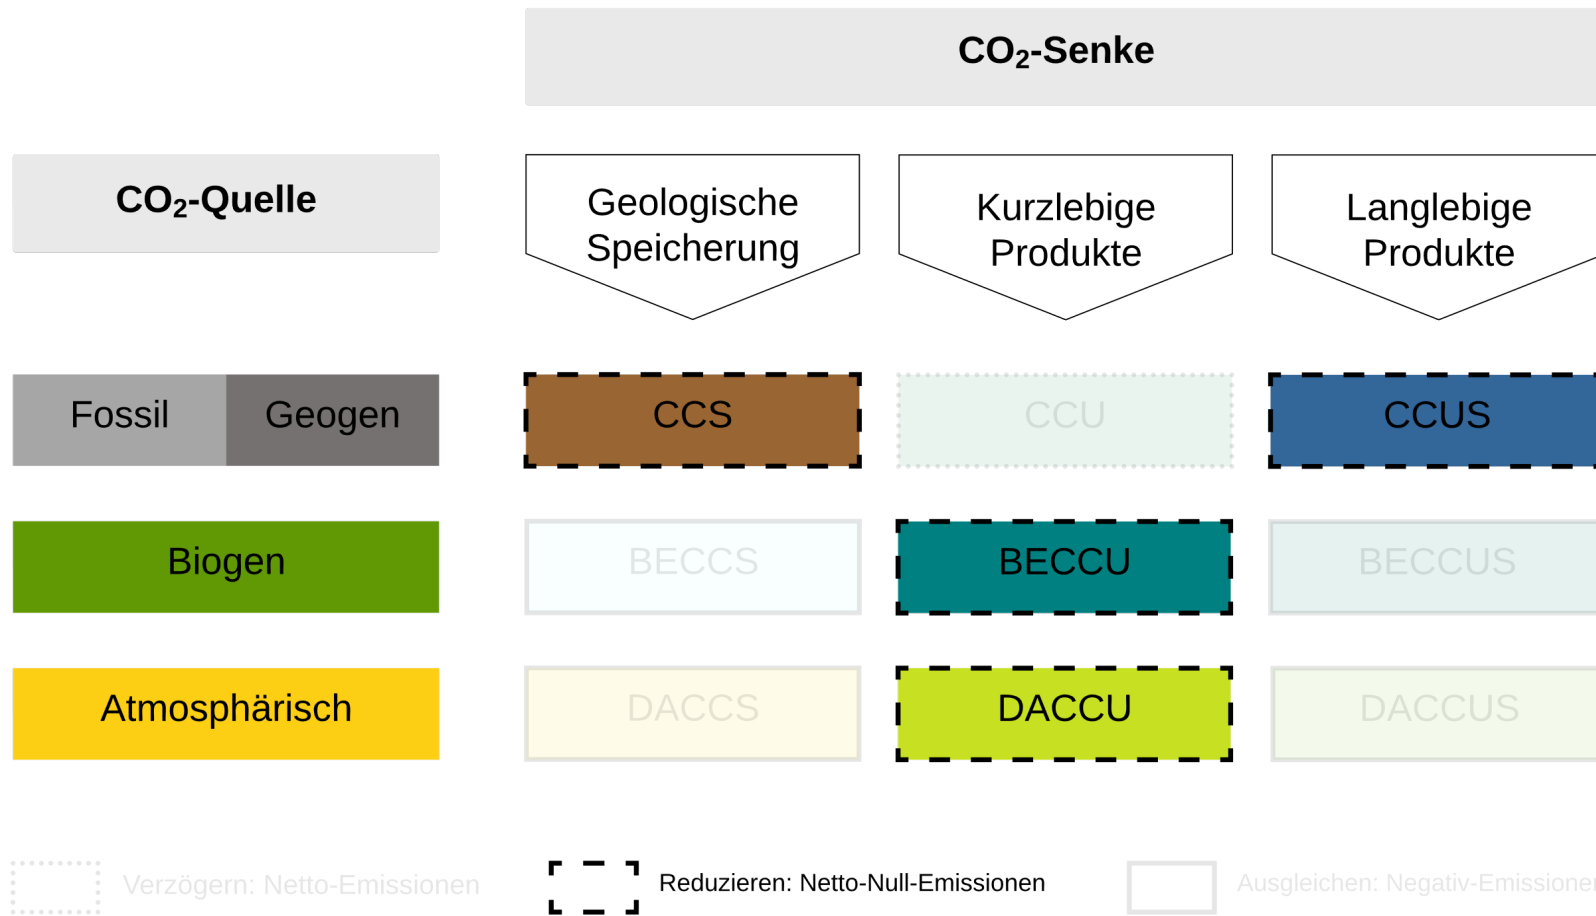 CO₂-Senke
CO₂-Quelle
Geologische
Speicherung
Kurzlebige
Produkte
Langlebige
Produkte
Fossil
Geogen
CCS
CCU
CCUS
Biogen
BECCS
BECCU
BECCUS
Atmosphärisch
DACCS
DACCU
DACCUS
Verzögern: Netto-Emissionen
Reduzieren: Netto-Null-Emissionen
Ausgleichen: Negativ-Emissionen